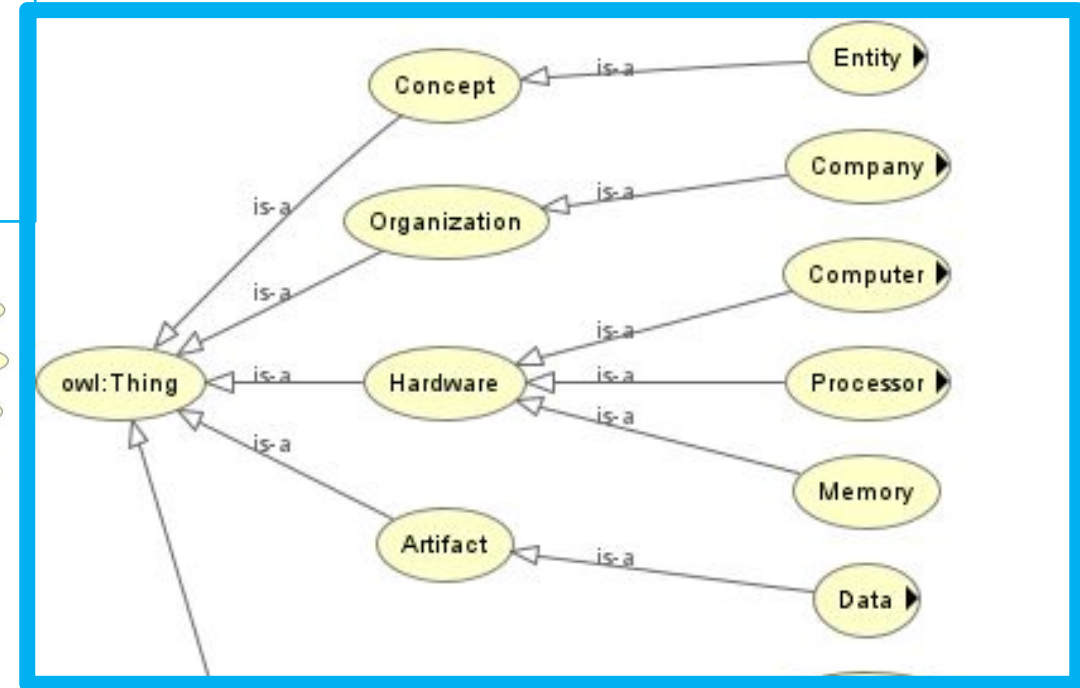 Concept
is-a
Entity
Organization
is-a
Company
is-a
is-a
Computer
is-a
owl:Thing
is-a
Hardware
is-a
Processor
is-a
is-a
Memory
Artifact
is-a
Data